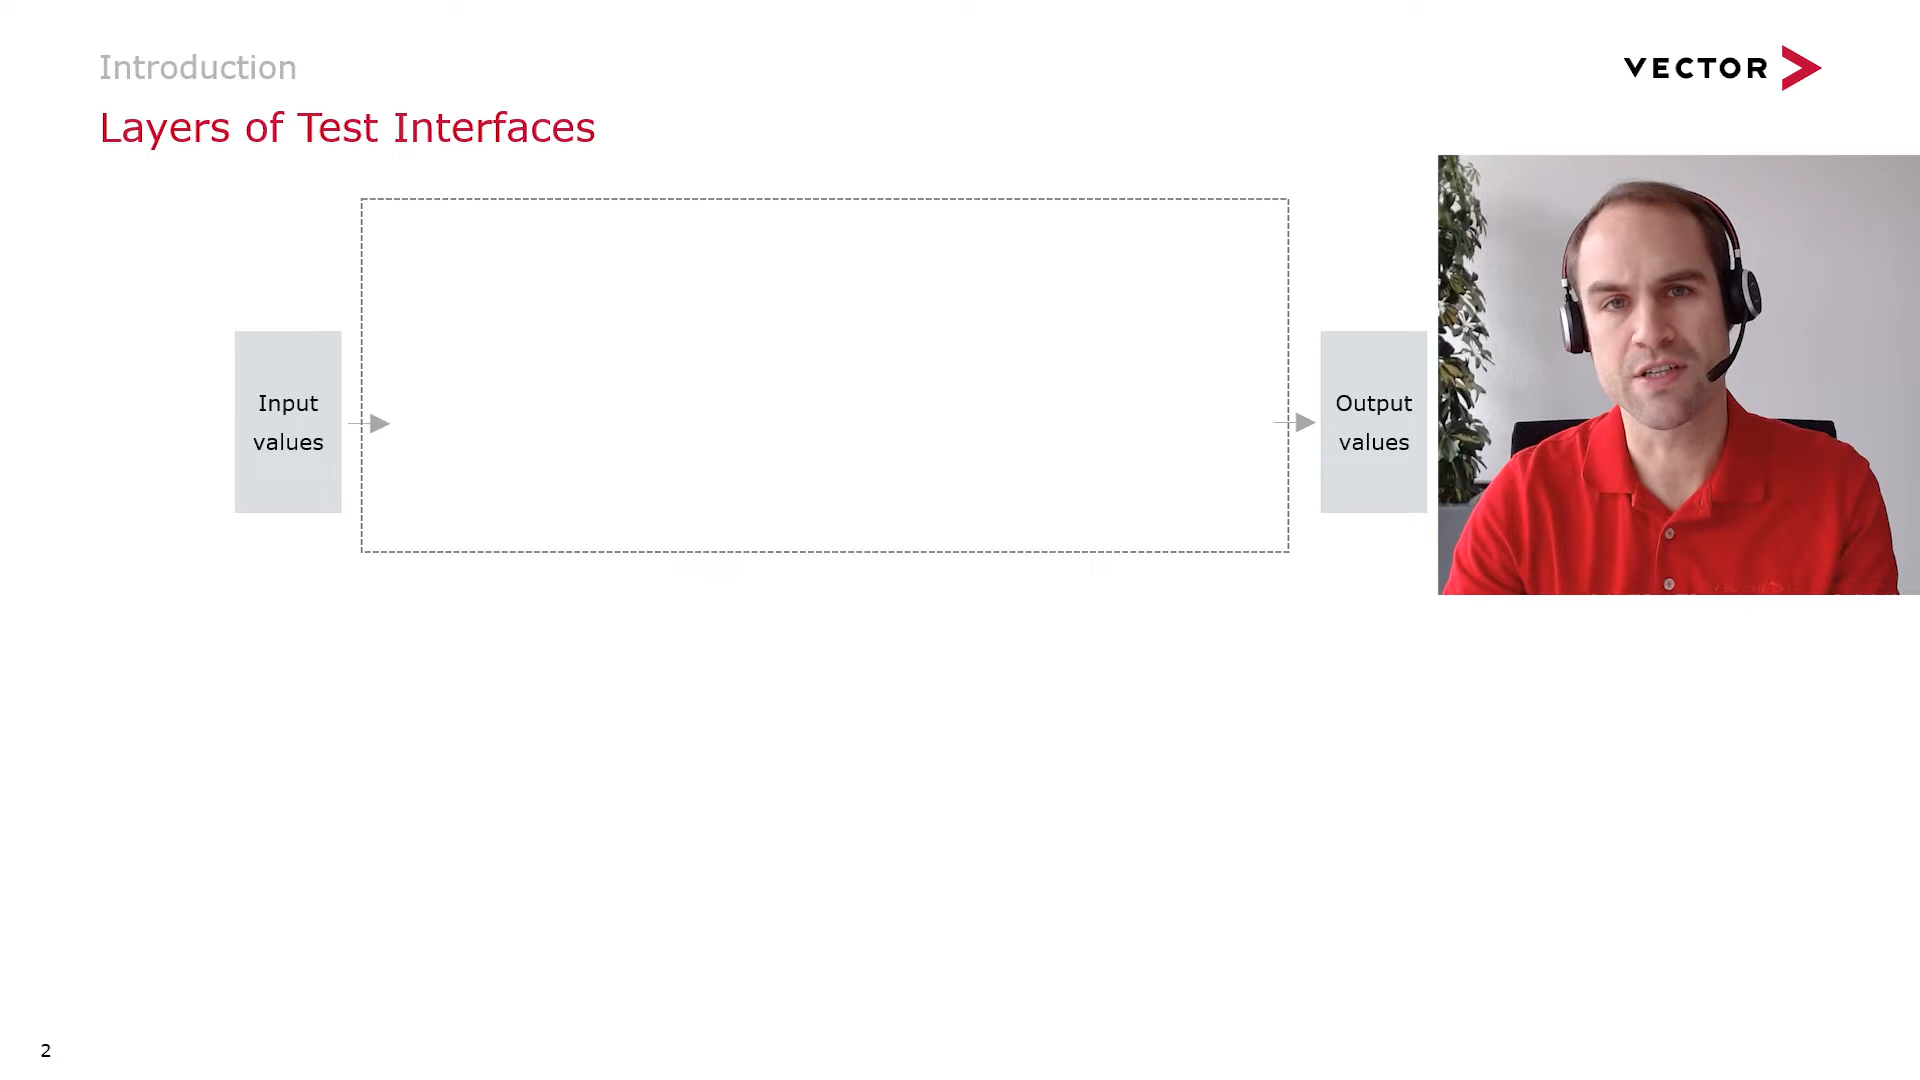 Introduction
VECTOR
Layers of Test Interfaces
Input
values
Output
values
2